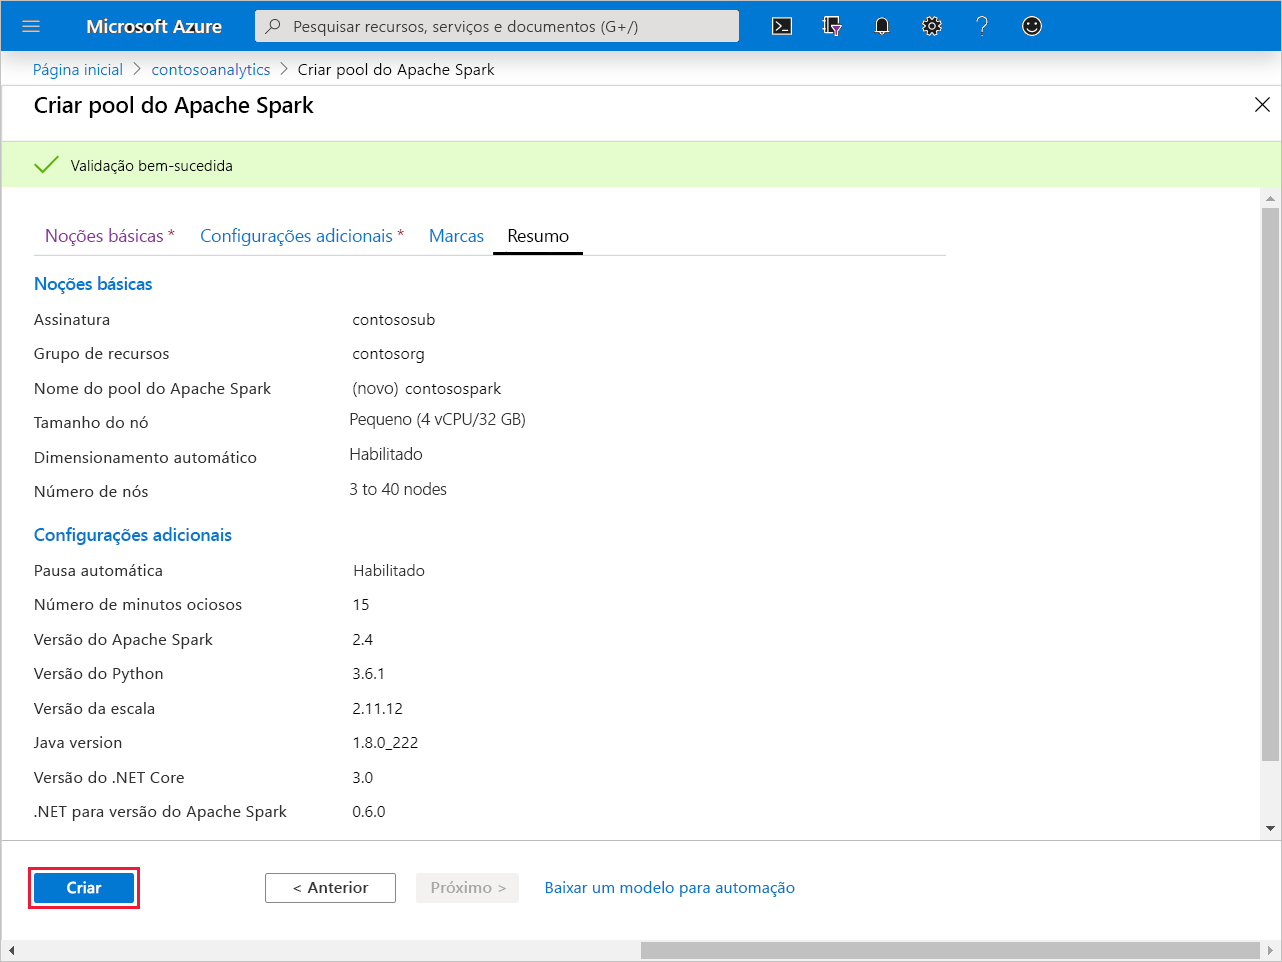 Microsoft Azure
Pesquisar recursos, serviços e documentos (G+/)
Página inicial > contosoanalytics > Criar pool do Apache Spark
Criar pool do Apache Spark
Validação bem-sucedida
Noções básicas * Configurações adicionais * Marcas Resumo
Noções básicas
Assinatura contososub
Grupo de recursos contosorg
Nome do pool do Apache Spark (novo) contosospark
Tamanho do nó Pequeno (4 vCPU/32 GB)
Dimensionamento automático Habilitado
Número de nós 3 to 40 nodes
Configurações adicionais
Pausa automática Habilitado
Número de minutos ociosos 15
Versão do Apache Spark 2.4
Versão do Python 3.6.1
Versão da escala 2.11.12
Java version 1.8.0_222
Versão do .NET Core 3.0
.NET para versão do Apache Spark 0.6.0
Criar < Anterior Próximo > Baixar um modelo para automação